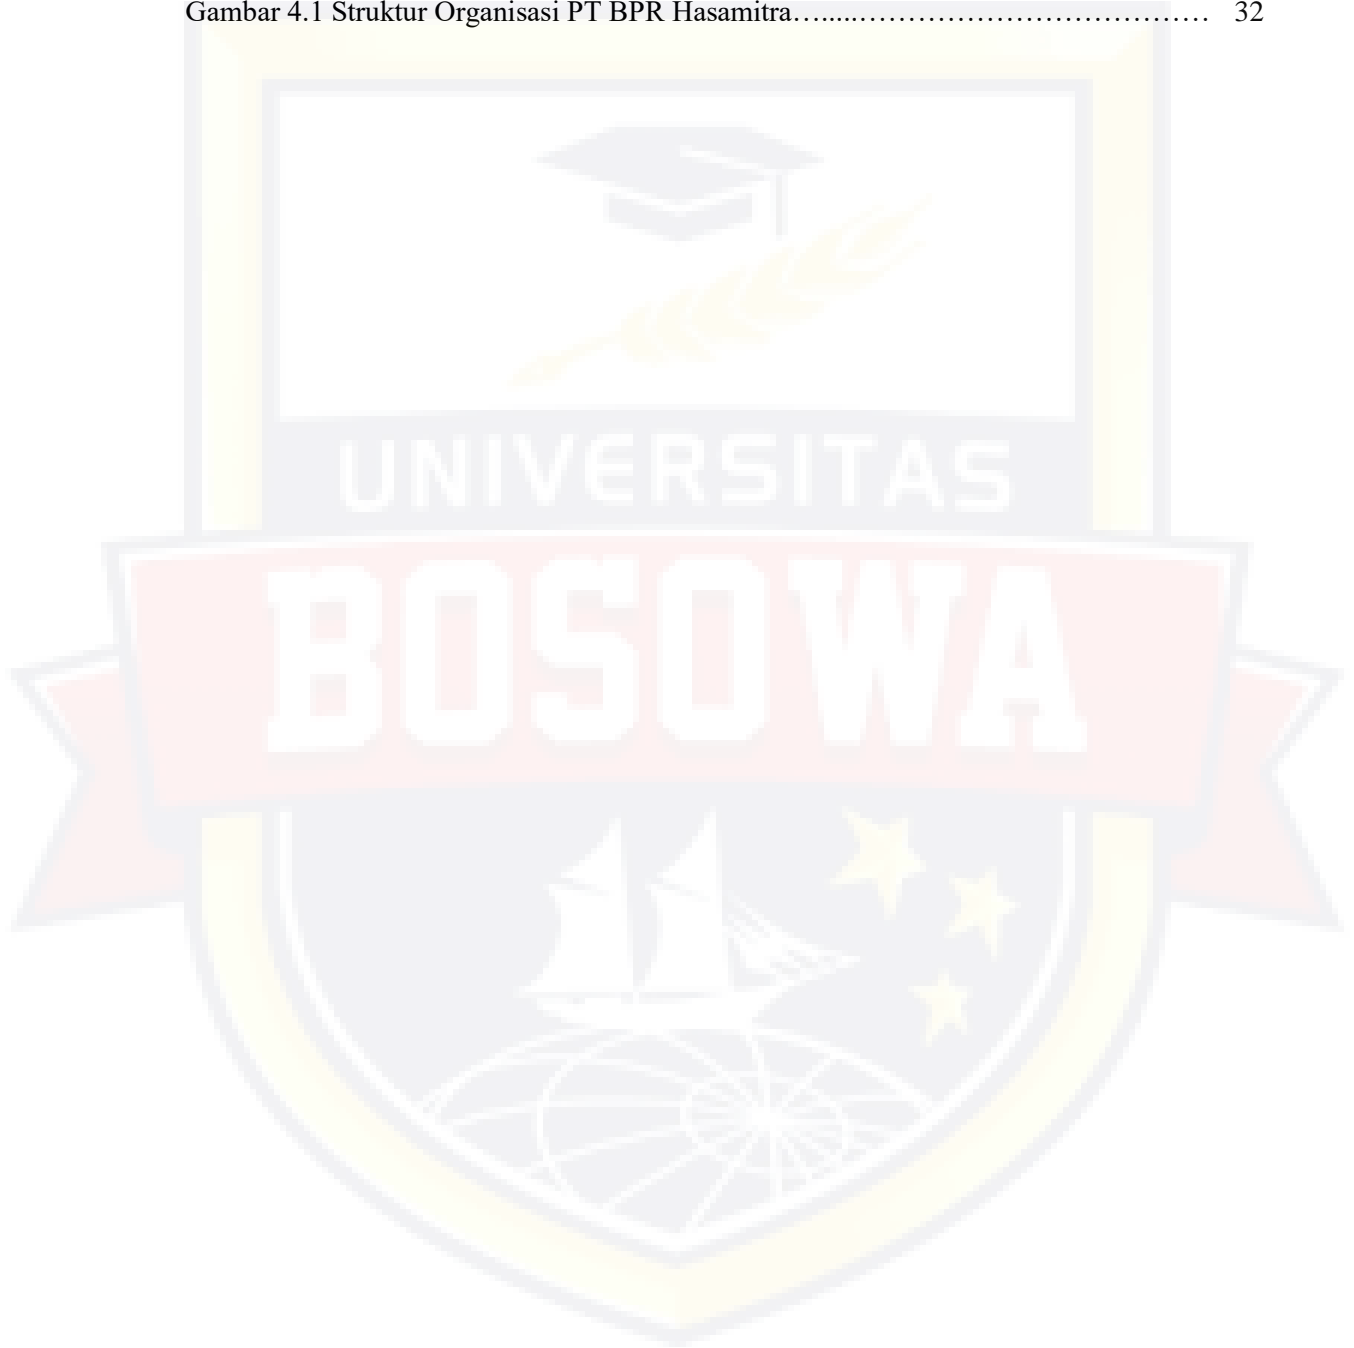 Gambar 4.1 Struktur Organisasi PT BPR Hasamitra…......……………………………… 32
UNIVERSITAS
BOSOWA